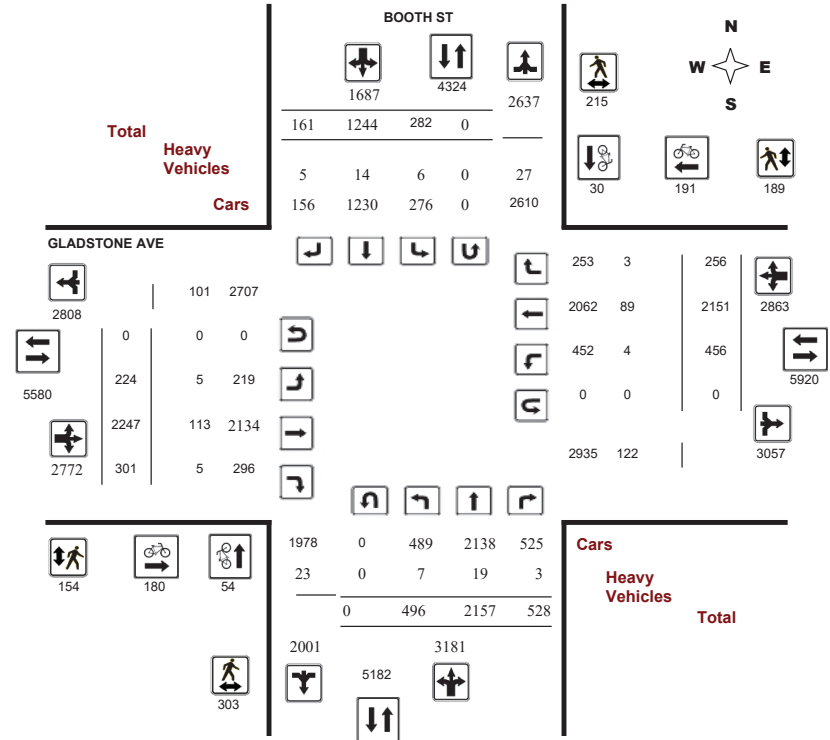 BOOTH ST
N
W E
S
4324
1687
2637
215
161 1244 282 0
Total
Heavy
Vehicles
Cars
5 14 6 0 27
156 1230 276 0 2610
30 191 189
GLADSTONE AVE
2808
101 2707
0 0 0
5580
224 5 219
2247 113 2134
2772
301 5 296
253 3 256
2062 89 2151
2863
452 4 456
5920
0 0 0
3057
2935 122
1978 0 489 2138 525
23 0 7 19 3
0 496 2157 528
Cars
Heavy
Vehicles
Total
154 180 54
2001 3181
5182
303